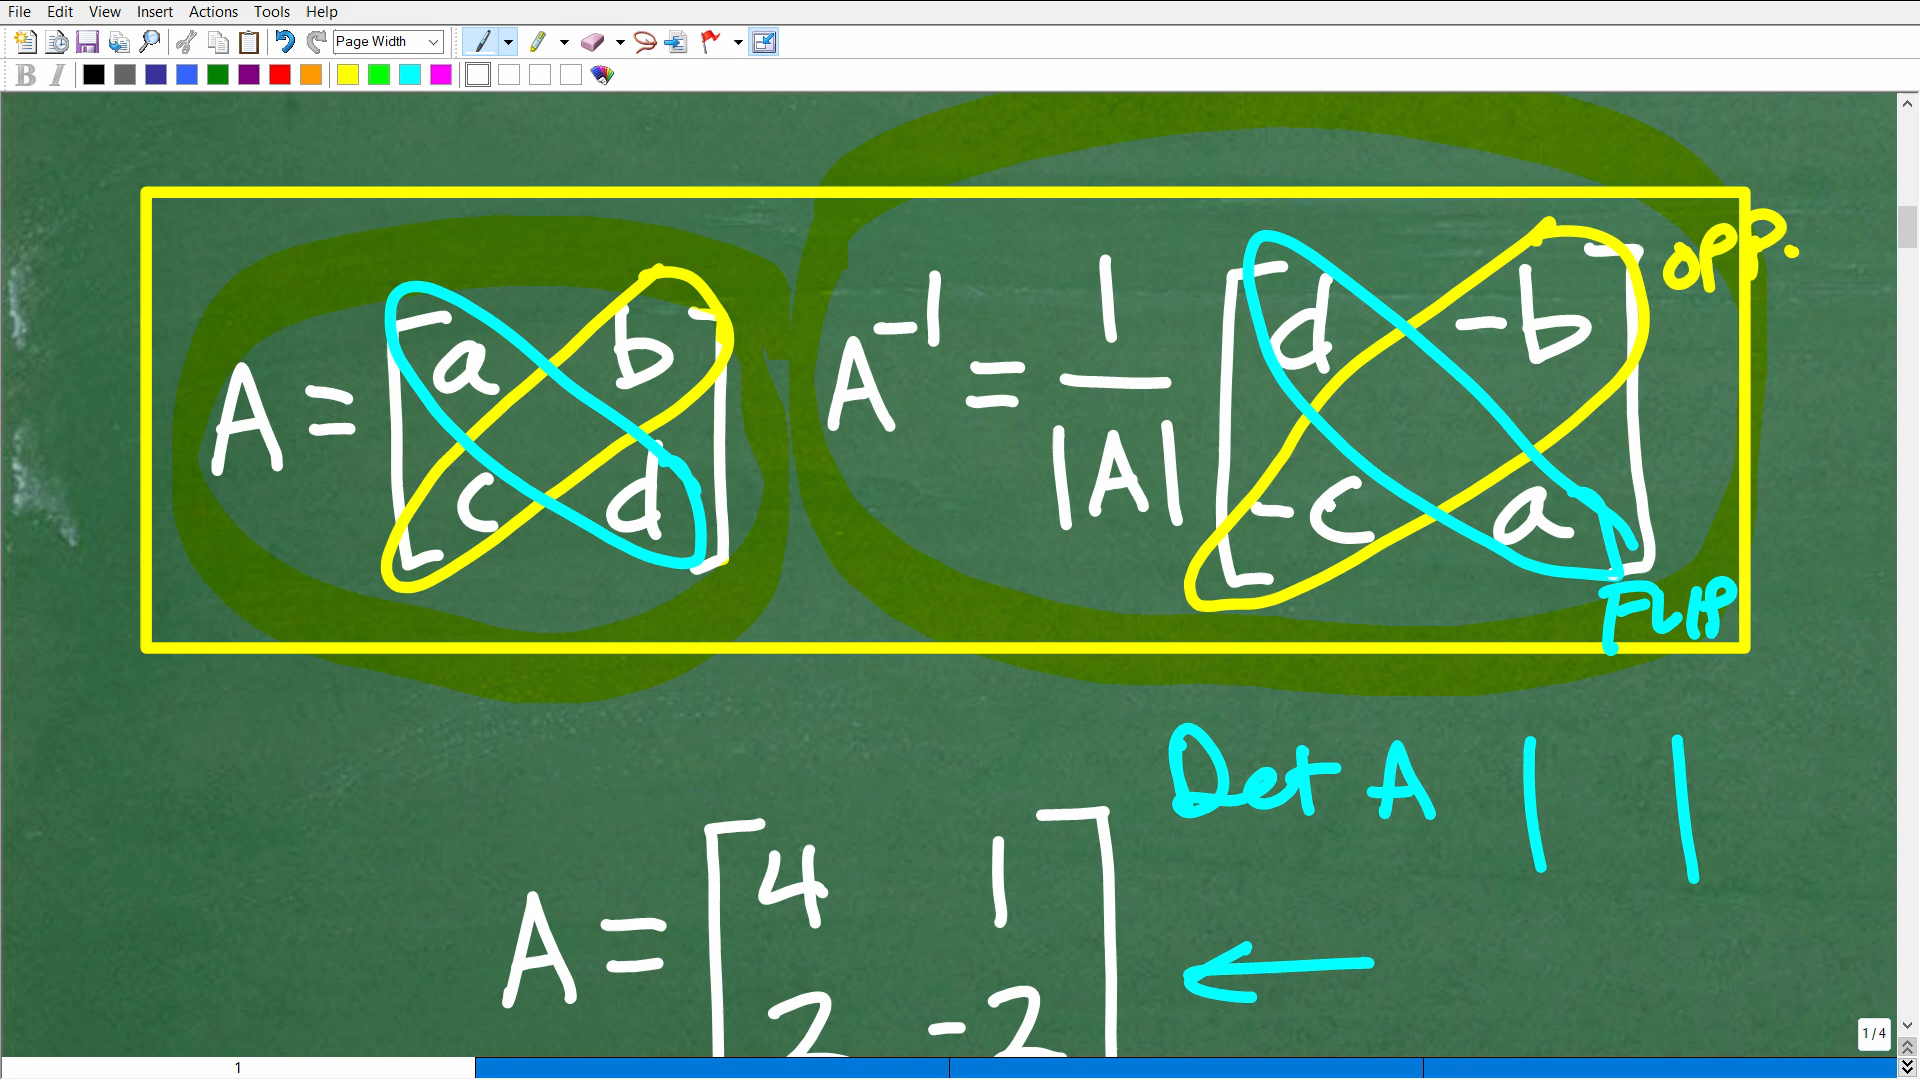 File Edit View Insert Actions Tools Help
Page Width
B I
opp.
A = [a b
c d]
A⁻¹ = 1/|A| [d -b
-c a]
FLIP
Det A | |
A = [4 1
2 -2
1 / 4
1